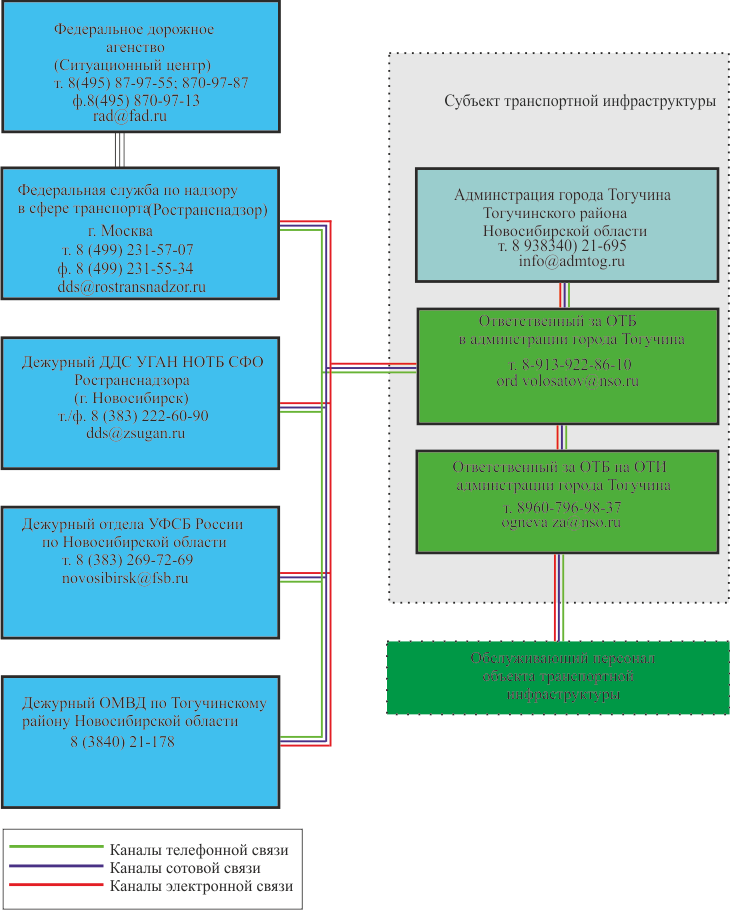 Федеральное дорожное
агенство
(Ситуационный центр)
т. 8(495) 87-97-55; 870-97-87
ф.8(495) 870-97-13
rad@fad.ru
Федеральная служба по надзору
в сфере транспорта(Ространснадзор)
г. Москва
т. 8 (499) 231-57-07
ф. 8 (499) 231-55-34
dds@rostransnadzor.ru
Дежурный ДДС УГАН НОТБ СФО
Ространснадзора
(г. Новосибирск)
т./ф. 8 (383) 222-60-90
dds@zsugan.ru
Дежурный отдела УФСБ России
по Новосибирской области
т. 8 (383) 269-72-69
novosibirsk@fsb.ru
Дежурный ОМВД по Тогучинскому
району Новосибирской области
8 (3840) 21-178
Субъект транспортной инфраструктуры
Админстрация города Тогучина
Тогучинского района
Новосибирской области
т. 8 938340) 21-695
info@admtog.ru
Ответственный за ОТБ
в админстрации города Тогучина
т. 8-913-922-86-10
ord volosatov@nso.ru
Ответственный за ОТБ на ОТИ
админстрации города Тогучина
т. 8960-796-98-37
ogneva za@nso.ru
Обслуживающий персонал
объекта транспортной
инфраструктуры
Каналы телефонной связи
Каналы сотовой связи
Каналы электронной связи